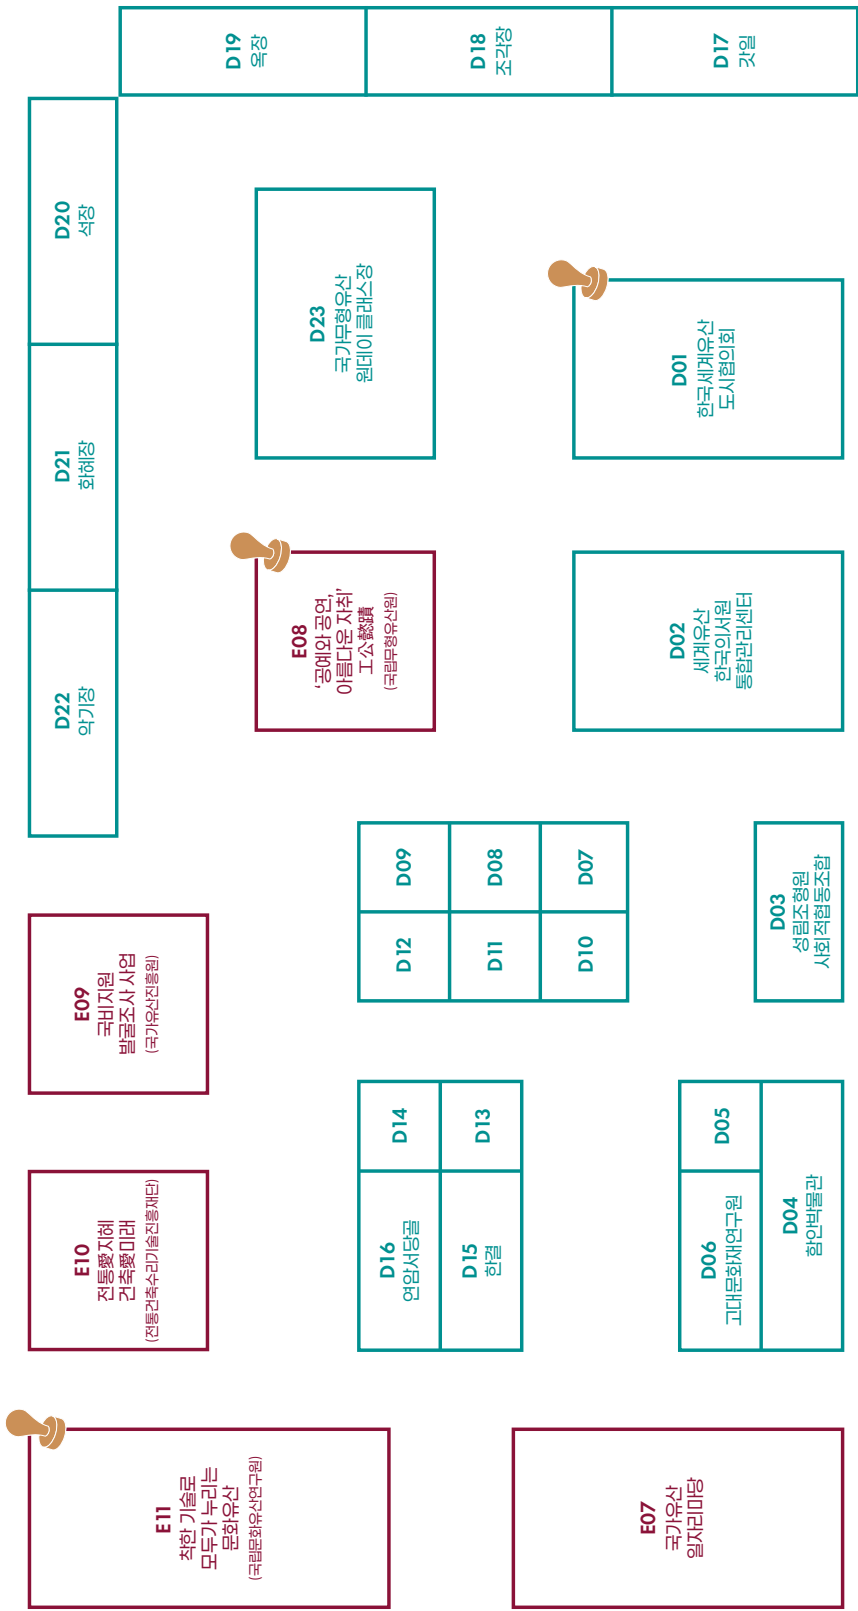 D19
옥장
D18
조각장
D17
갓일
D20
석장
D21
화혜장
D22
악기장
D23
국가무형유산
원데이 클래스장
D01
한국세계유산
도시협의회
E08
‘공예와 공연,
아름다운 자취’
工公懿蹟
(국립무형유산원)
D02
세계유산
한국의서원
통합관리센터
D09
D08
D07
D12
D11
D10
D03
성림조형원
사회적협동조합
E09
국비지원
발굴조사 사업
(국가유산진흥원)
E10
전통愛지혜
건축愛미래
(전통건축수리기술진흥재단)
D14
D13
D16
연암서당골
D15
한결
D05
D06
고대문화재연구원
D04
함안박물관
E11
착한 기술로
모두가 누리는
문화유산
(국립문화유산연구원)
E07
국가유산
일자리마당